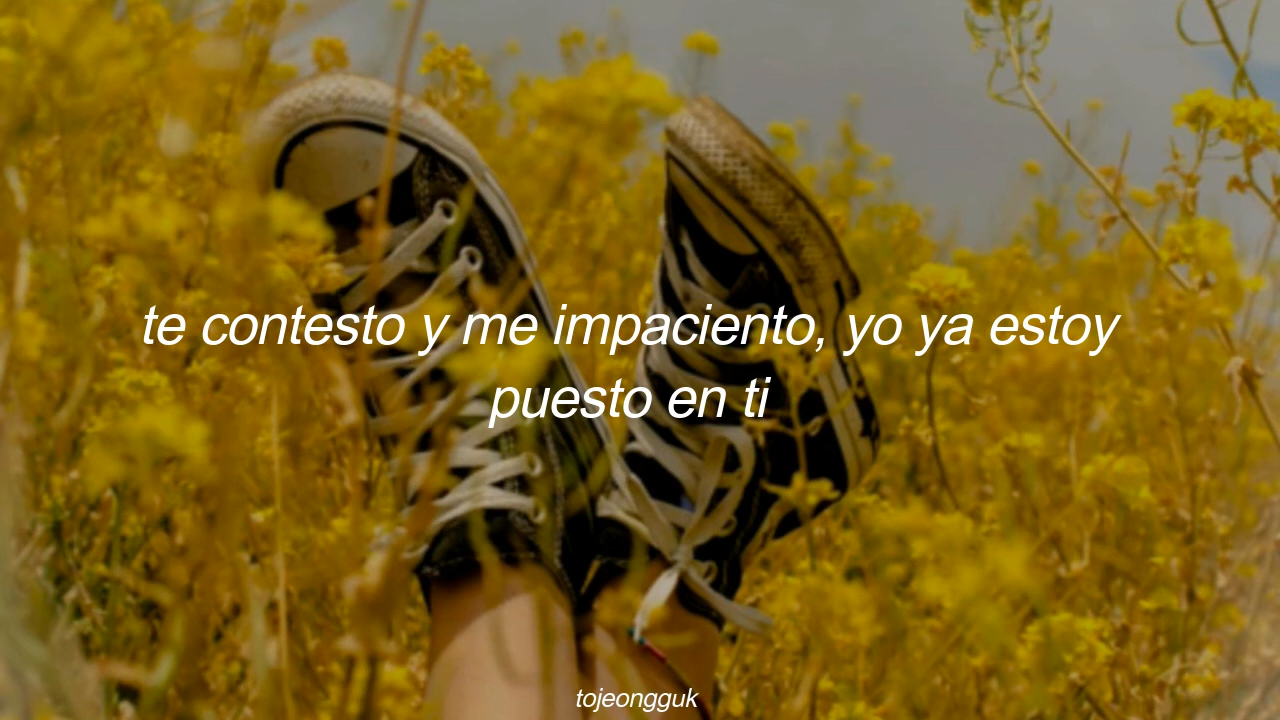 te contesto y me impaciento, yo ya estoy
puesto en ti
tojeongguk